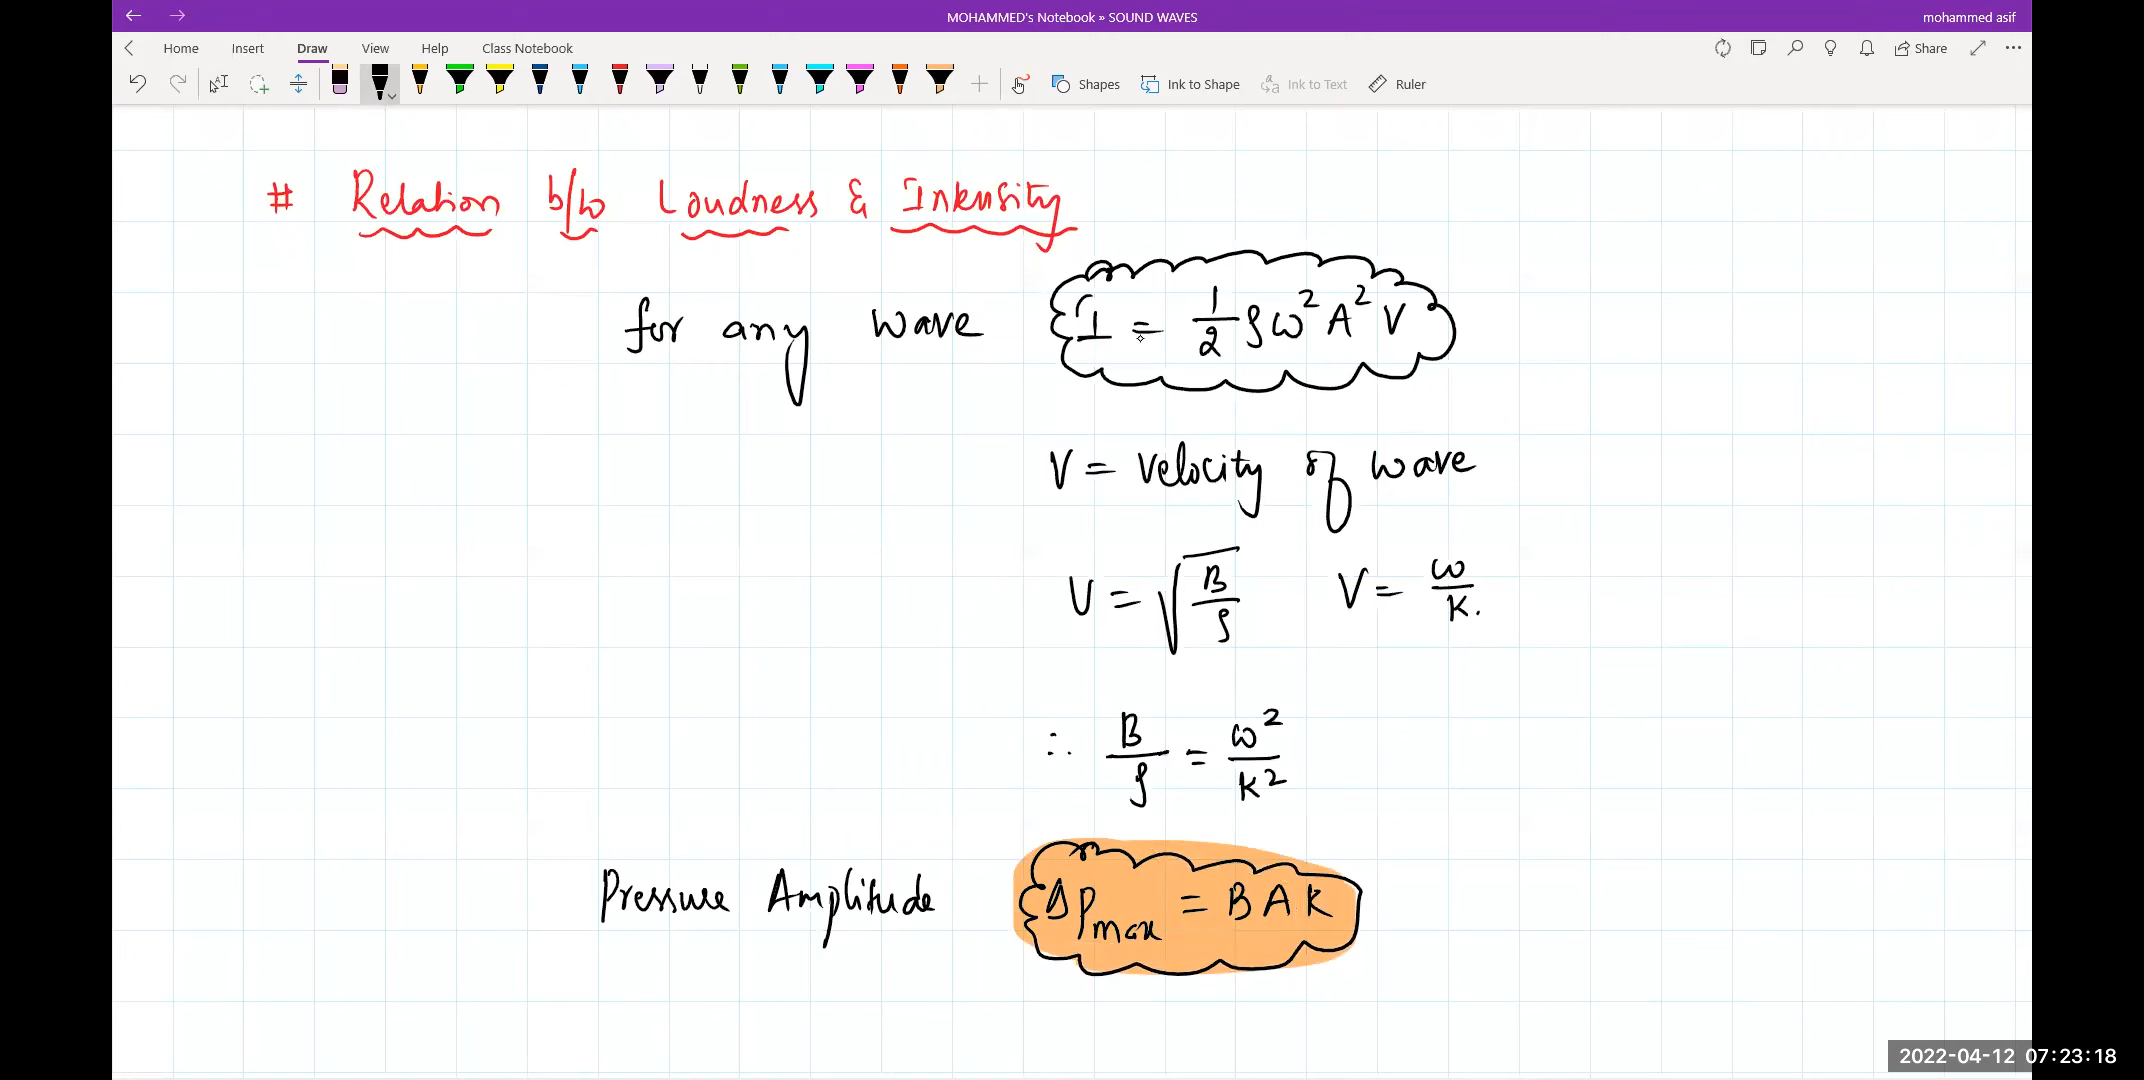 MOHAMMED's Notebook » SOUND WAVES
mohammed asif
Home Insert Draw View Help Class Notebook
Share
Shapes Ink to Shape Ink to Text Ruler
# Relation b/w Loudness & Intensity
for any wave I = 1/2 ρω²A²V
V = velocity of wave
V = √(B/ρ) V = ω/K.
∴ B/ρ = ω²/K²
Pressure Amplitude ΔPmax = BAK
2022-04-12 07:23:18